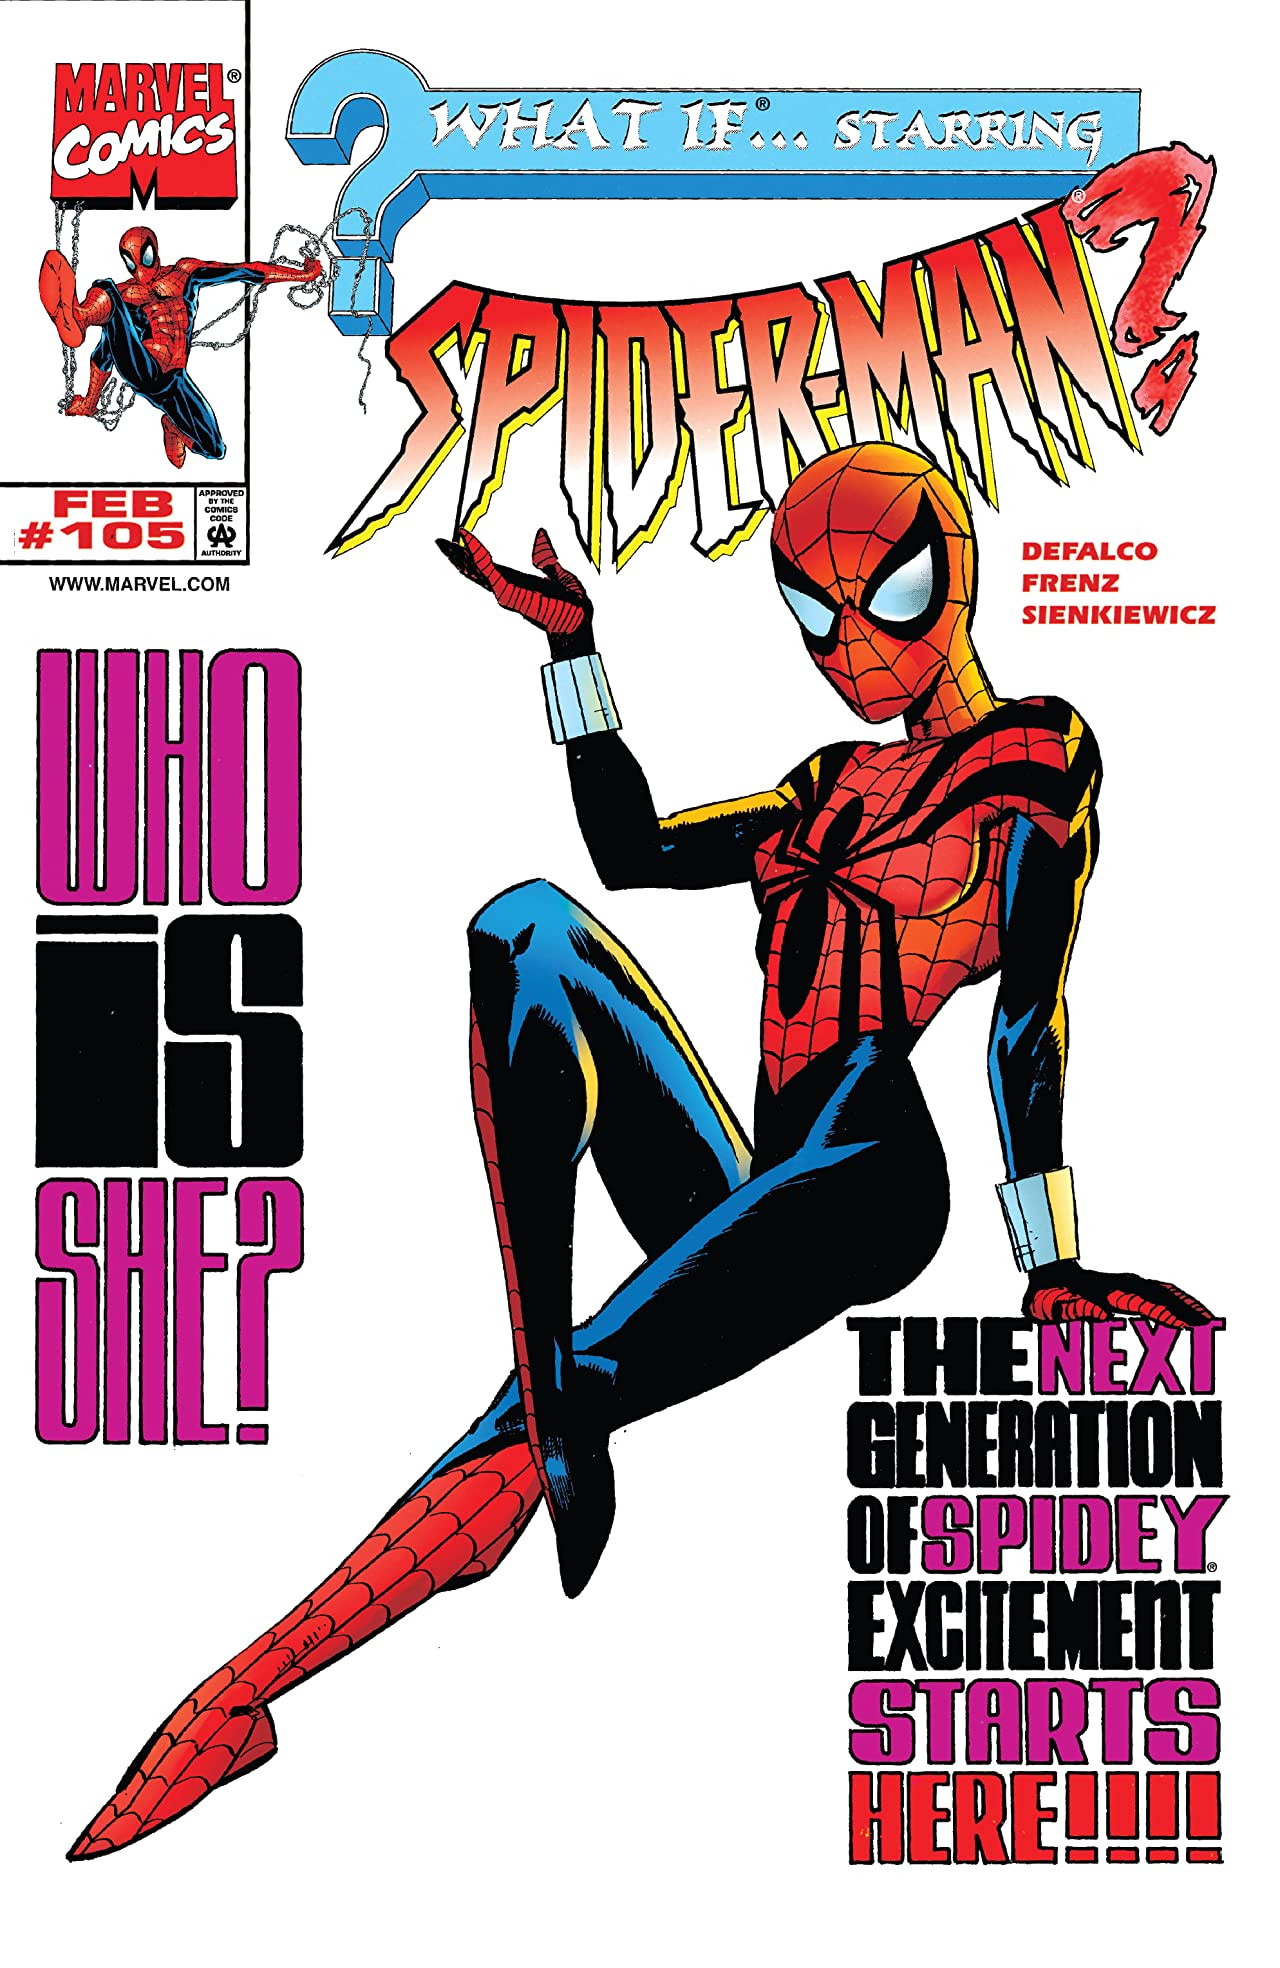 MARVEL®
COMICS
M
WHAT IF®... STARRING
SPIDER-MAN®?
FEB
#105
APPROVED
BY THE
COMICS
CODE
CA
AUTHORITY
WWW.MARVEL.COM
DEFALCO
FRENZ
SIENKIEWICZ
WHO
iS
SHE?
THE NEXT
GENERATION
OF SPIDEY®
EXCITEMEnT
STARTS
HERE!!!!